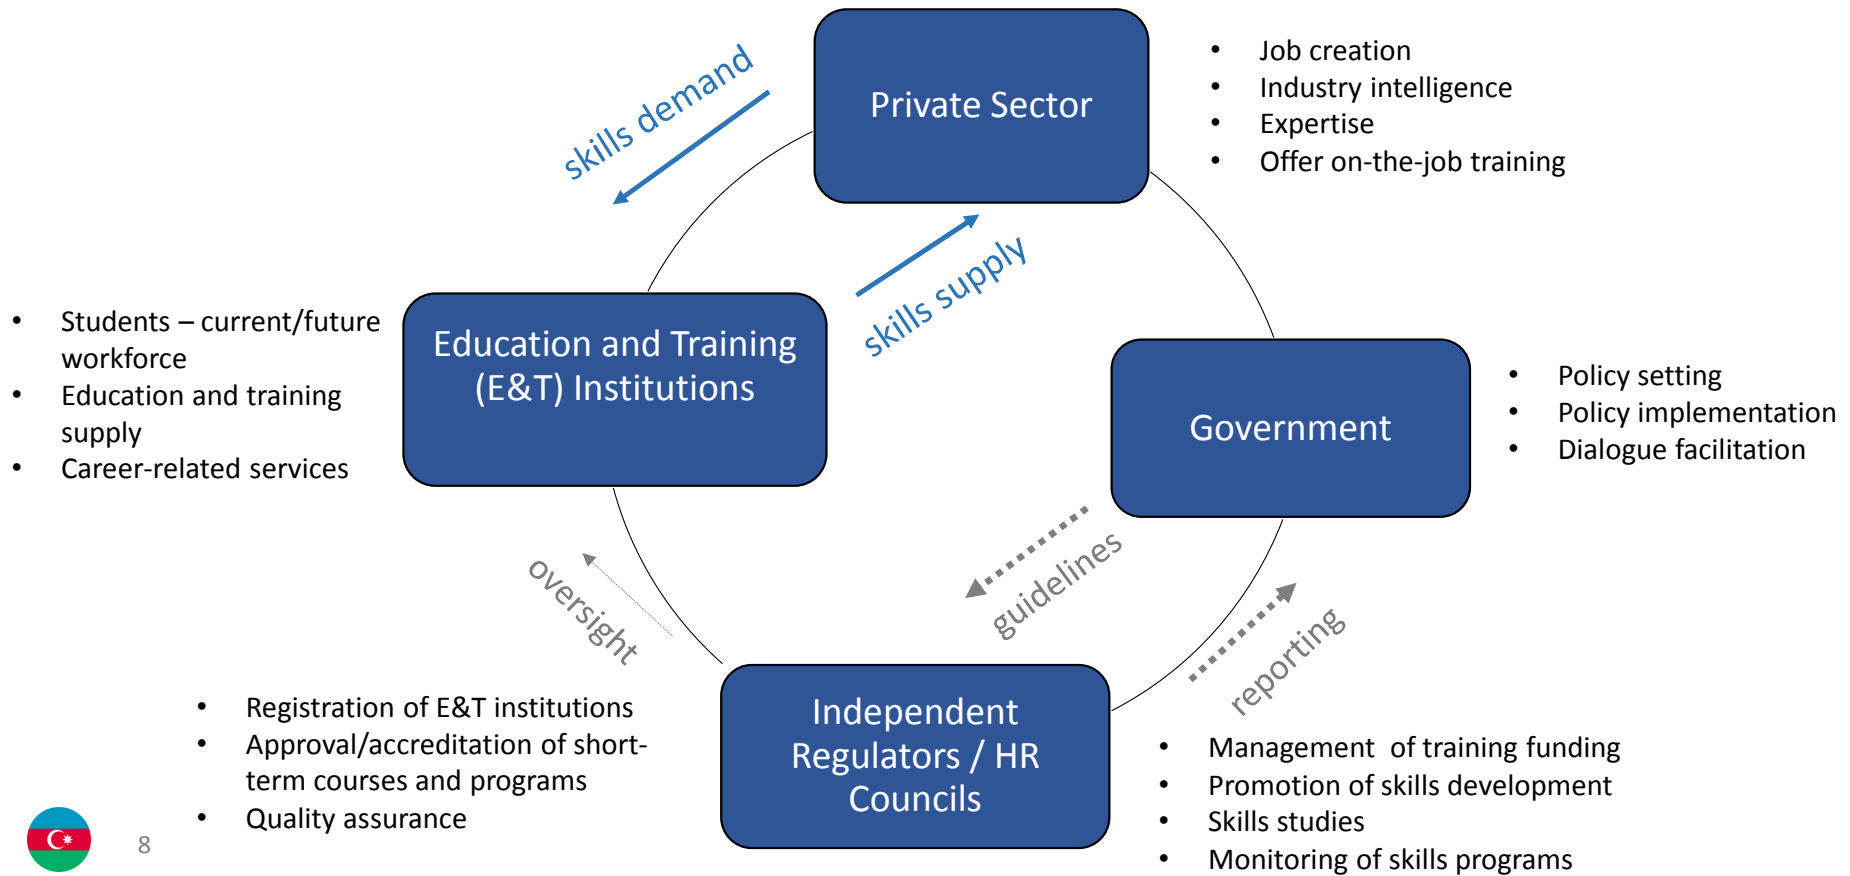 Private Sector
• Job creation
• Industry intelligence
• Expertise
• Offer on-the-job training
skills demand
skills supply
• Students – current/future
workforce
• Education and training
supply
• Career-related services
Education and Training
(E&T) Institutions
Government
• Policy setting
• Policy implementation
• Dialogue facilitation
oversight
guidelines
reporting
• Registration of E&T institutions
• Approval/accreditation of short-
term courses and programs
• Quality assurance
Independent
Regulators / HR
Councils
• Management of training funding
• Promotion of skills development
• Skills studies
• Monitoring of skills programs
8